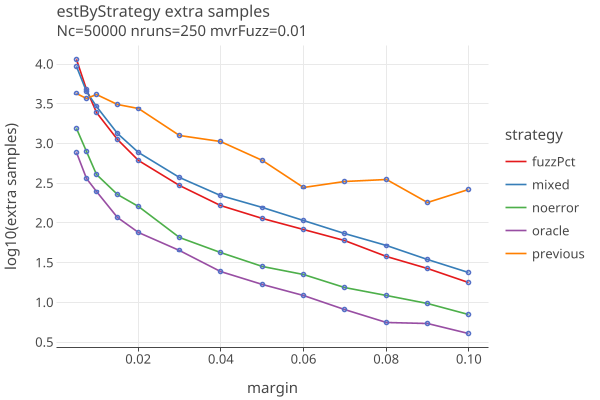 estByStrategy extra samples
Nc=50000 nruns=250 mvrFuzz=0.01
log10(extra samples)
4.0
3.5
3.0
2.5
2.0
1.5
1.0
0.5
0.02
0.04
0.06
0.08
0.10
margin
strategy
fuzzPct
mixed
noerror
oracle
previous